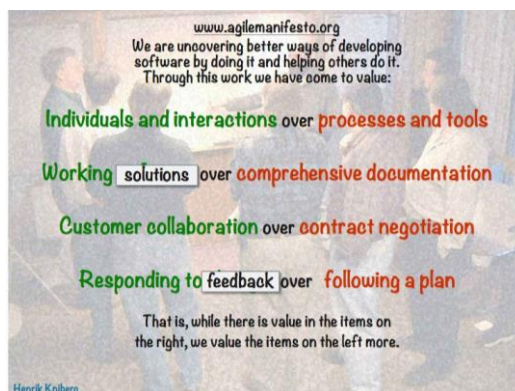 www.agilemanifesto.org
We are uncovering better ways of developing
software by doing it and helping others do it.
Through this work we have come to value:
Individuals and interactions over processes and tools
Working solutions over comprehensive documentation
Customer collaboration over contract negotiation
Responding to feedback over following a plan
That is, while there is value in the items on
the right, we value the items on the left more.
Henrik Kniberg